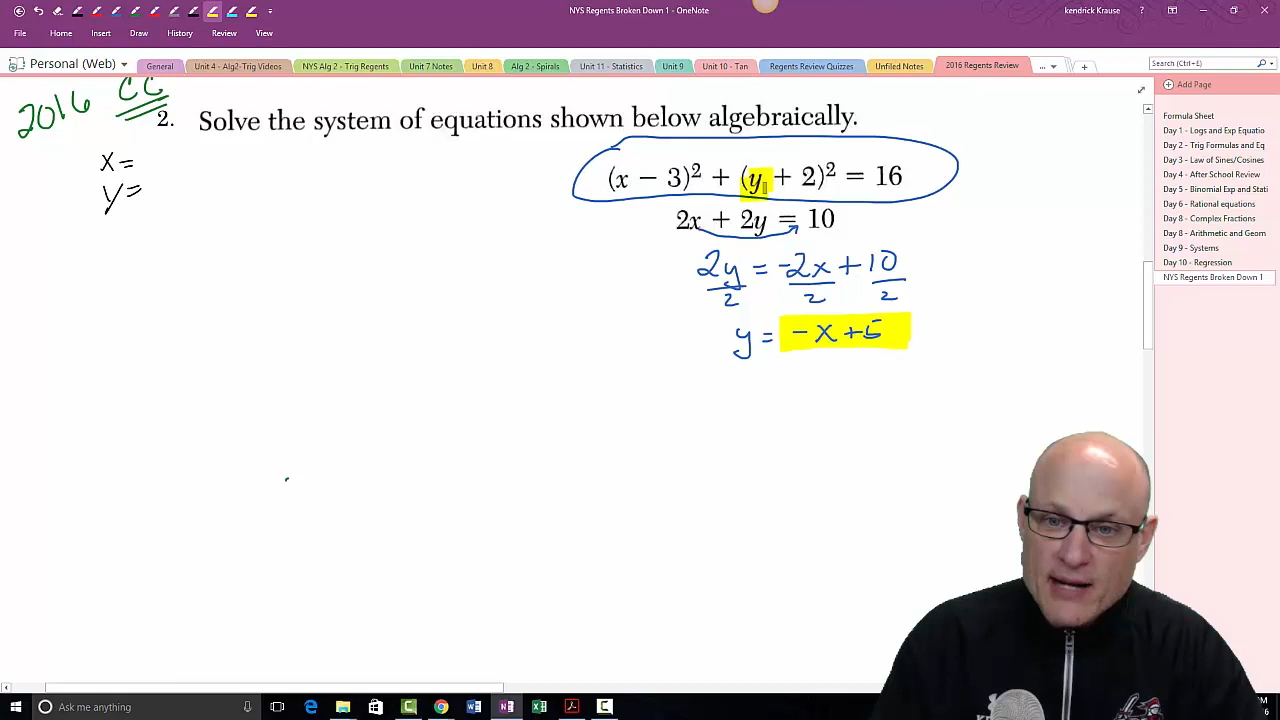 NYS Regents Broken Down 1 - OneNote
kendrick Krause
File Home Insert Draw History Review View
Personal (Web) General Unit 4 - Alg2-Trig Videos NYS Alg 2 - Trig Regents Unit 7 Notes Unit 8 Alg 2 - Spirals Unit 11 - Statistics Unit 9 Unit 10 - Tan Regents Review Quizzes Unfiled Notes 2016 Regents Review ... Search (Ctrl+E)
Add Page
Formula Sheet
Day 1 - Logs and Exp Equatio
Day 2 - Trig Formulas and Eq
Day 3 - Law of Sines/Cosines
Day 4 - After School Review
Day 5 - Binomial Exp and Stati
Day 6 - Rational equations
Day 8 - Complex Fractions
Day 8 - Arithmetic and Geom
Day 9 - Systems
Day 10 - Regression
NYS Regents Broken Down 1
2016 CC
2. Solve the system of equations shown below algebraically.
x=
y=
(x − 3)² + (y + 2)² = 16
2x + 2y = 10
2y = -2x + 10
2 2 2
y = -x+5
Ask me anything